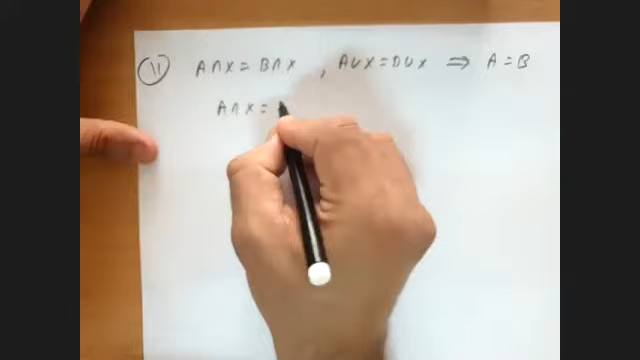 11 A∩X = B∩X , A∪X = D∪X ⟹ A = B
A∩X =